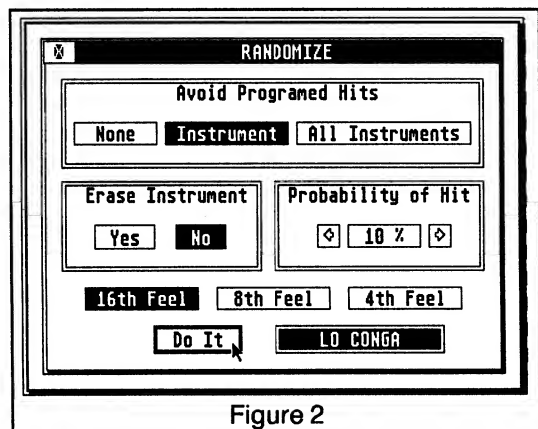 RANDOMIZE
Avoid Programed Hits
None Instrument All Instruments
Erase Instrument
Yes No
Probability of Hit
10 %
16th Feel 8th Feel 4th Feel
Do It LO CONGA
Figure 2